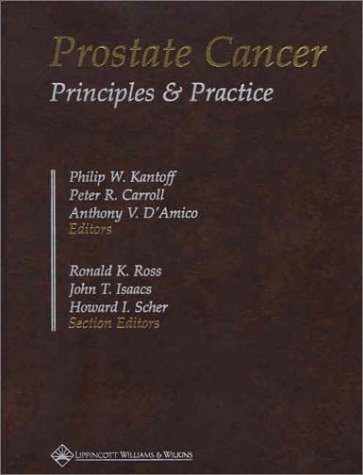 Prostate Cancer
Principles & Practice
Philip W. Kantoff
Peter R. Carroll
Anthony V. D'Amico
Editors
Ronald K. Ross
John T. Isaacs
Howard I. Scher
Section Editors
LIPPINCOTT WILLIAMS & WILKINS